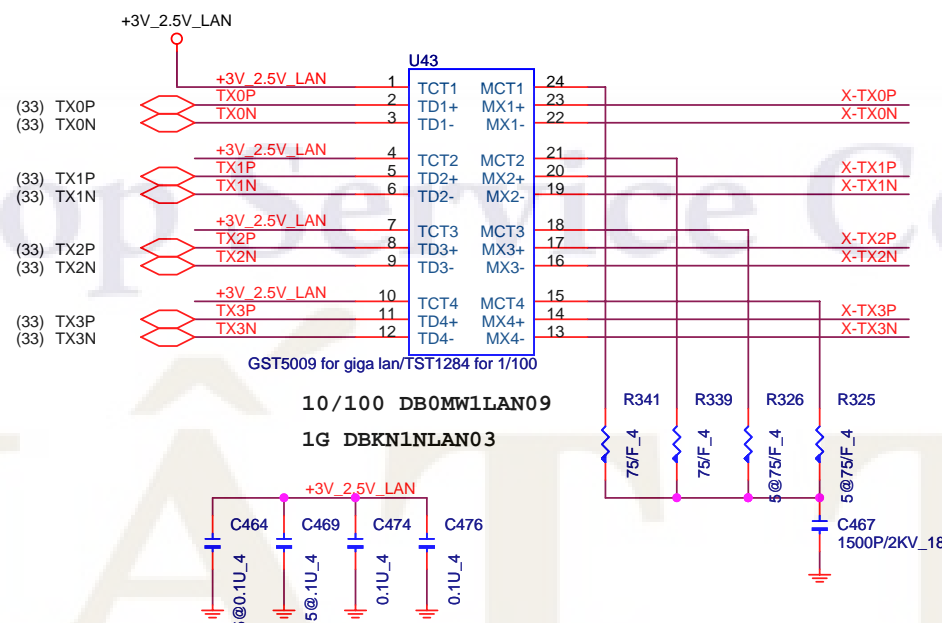 +3V_2.5V_LAN
U43
+3V_2.5V_LAN 1 TCT1 MCT1 24
(33) TX0P TX0P 2 TD1+ MX1+ 23 X-TX0P
(33) TX0N TX0N 3 TD1- MX1- 22 X-TX0N
+3V_2.5V_LAN 4 TCT2 MCT2 21
(33) TX1P TX1P 5 TD2+ MX2+ 20 X-TX1P
(33) TX1N TX1N 6 TD2- MX2- 19 X-TX1N
+3V_2.5V_LAN 7 TCT3 MCT3 18
(33) TX2P TX2P 8 TD3+ MX3+ 17 X-TX2P
(33) TX2N TX2N 9 TD3- MX3- 16 X-TX2N
+3V_2.5V_LAN 10 TCT4 MCT4 15
(33) TX3P TX3P 11 TD4+ MX4+ 14 X-TX3P
(33) TX3N TX3N 12 TD4- MX4- 13 X-TX3N
GST5009 for giga lan/TST1284 for 1/100
10/100 DB0MW1LAN09
1G DBKN1NLAN03
R341 R339 R326 R325
75/F_4 75/F_4 5@75/F_4 5@75/F_4
+3V_2.5V_LAN
C464 C469 C474 C476
5@0.1U_4 5@.1U_4 0.1U_4 0.1U_4
C467
1500P/2KV_18
op Service C